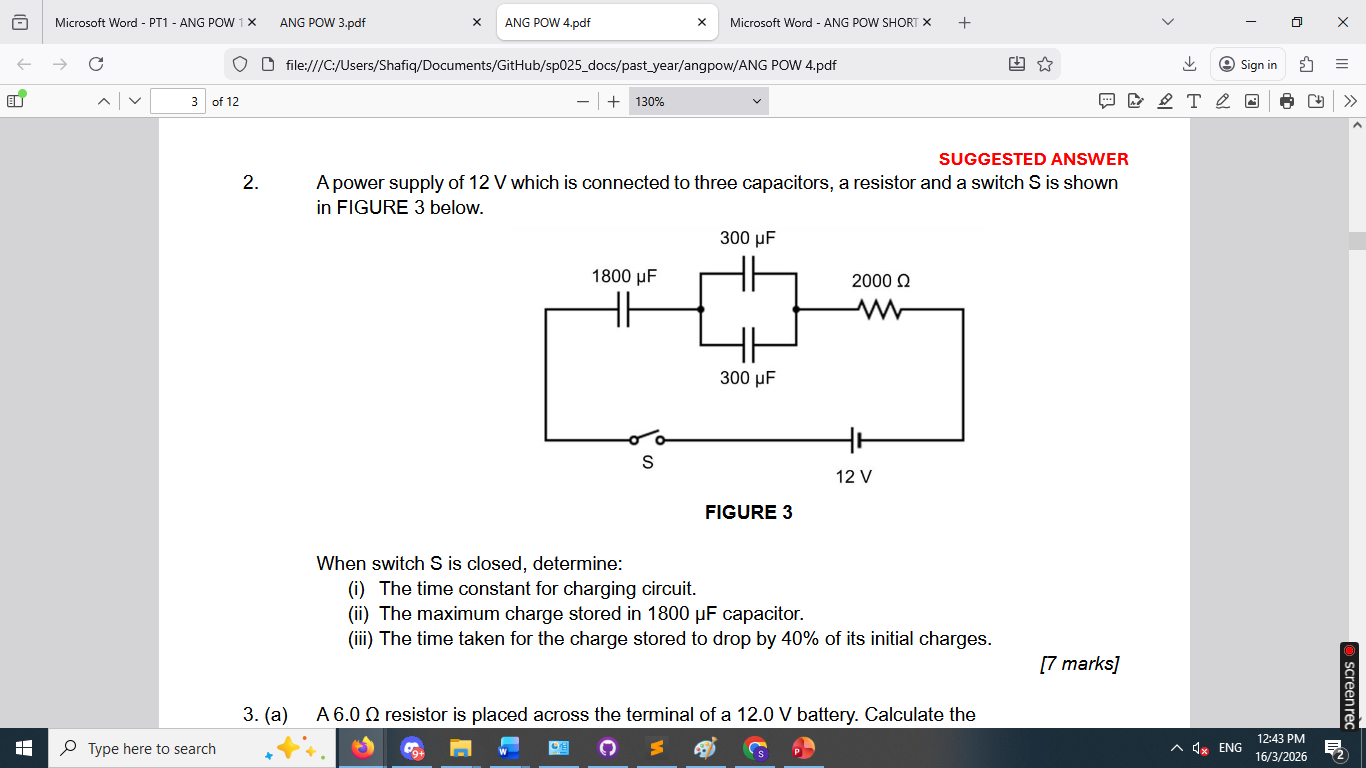 Microsoft Word - PT1 - ANG POW 1
ANG POW 3.pdf
ANG POW 4.pdf
Microsoft Word - ANG POW SHORT
file:///C:/Users/Shafiq/Documents/GitHub/sp025_docs/past_year/angpow/ANG POW 4.pdf
Sign in
3 of 12
130%
SUGGESTED ANSWER
2. A power supply of 12 V which is connected to three capacitors, a resistor and a switch S is shown
in FIGURE 3 below.
300 µF
1800 µF
2000 Ω
300 µF
S
12 V
FIGURE 3
When switch S is closed, determine:
(i) The time constant for charging circuit.
(ii) The maximum charge stored in 1800 µF capacitor.
(iii) The time taken for the charge stored to drop by 40% of its initial charges.
[7 marks]
3. (a) A 6.0 Ω resistor is placed across the terminal of a 12.0 V battery. Calculate the
screenrec
Type here to search
9+
W
S
P
ENG
12:43 PM
16/3/2026
2